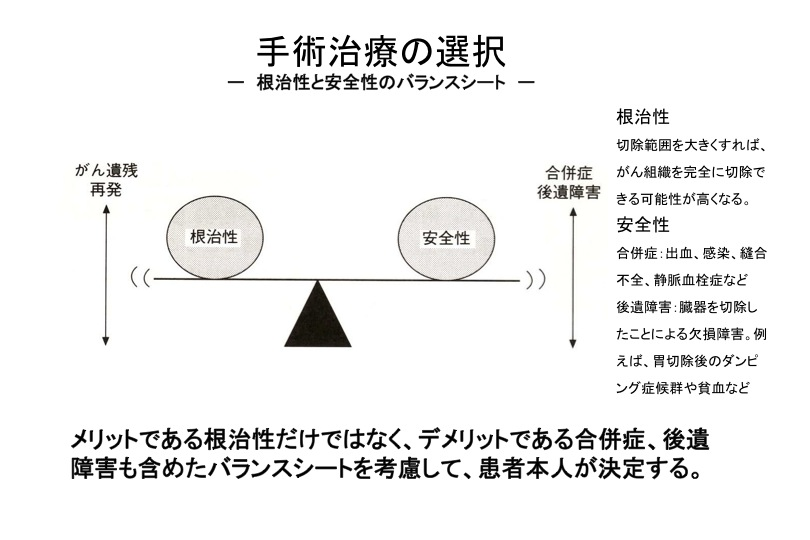 手術治療の選択
― 根治性と安全性のバランスシート ―
がん遺残
再発
根治性
安全性
合併症
後遺障害
根治性
切除範囲を大きくすれば、
がん組織を完全に切除で
きる可能性が高くなる。
安全性
合併症：出血、感染、縫合
不全、静脈血栓症など
後遺障害：臓器を切除し
たことによる欠損障害。例
えば、胃切除後のダンピ
ング症候群や貧血など
メリットである根治性だけではなく、デメリットである合併症、後遺
障害も含めたバランスシートを考慮して、患者本人が決定する。